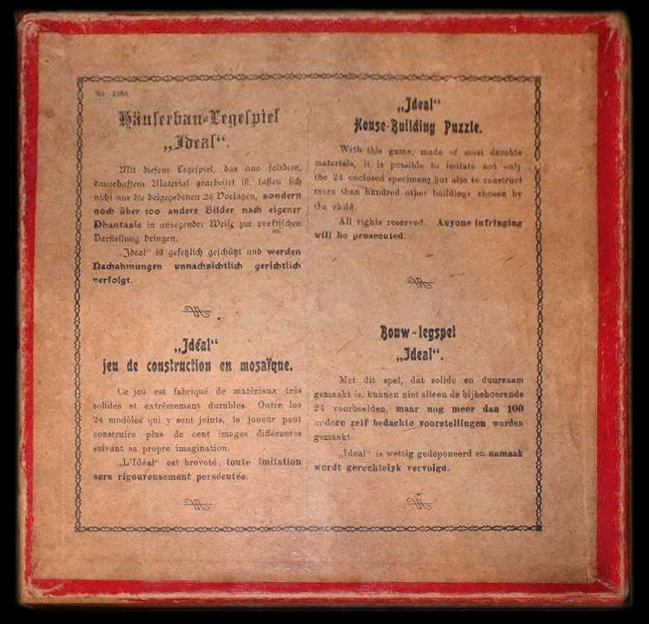 Häuserbau-Legespiel
„Ideal“.
Mit diesem Legespiel, das aus solidem,
dauerhaftem Material gearbeitet ist, lassen sich
nicht nur die beigegebenen Vorlagen, sondern
noch über 100 andere Bilder nach eigener
Phantasie in anregender Weise zur
Darstellung bringen.
„Ideal“ ist gesetzlich geschützt und werden
Nachahmungen unnachsichtlich gerichtlich
verfolgt.
„Ideal“
House-Building Puzzle.
With this game, made of most durable
materials, it is possible to imitate not only
the 24 enclosed specimens but also to construct
more than hundred other buildings chosen by
the child.
All rights reserved. Anyone infringing
will be prosecuted.
„Idéal“
jeu de construction en mosaïque.
Ce jeu est fabriqué de matériaux très
solides et extrêmement durables. Outre les
24 modèles qui y sont joints, le joueur peut
construire plus de cent images différentes
suivant sa propre imagination.
„L'Idéal“ est breveté; toute imitation
sera rigoureusement persécutée.
Bouw-legspel
„Ideal“.
Met dit spel, dat solide en duurzaam
gemaakt is, kunnen niet alleen de bijbehoorende
24 voorbeelden, maar nog meer dan 100
andere zelf bedachte voorstellingen worden
gemaakt.
„Ideal“ is wettig gedeponeerd en namaak
wordt gerechtelyk vervolgd.